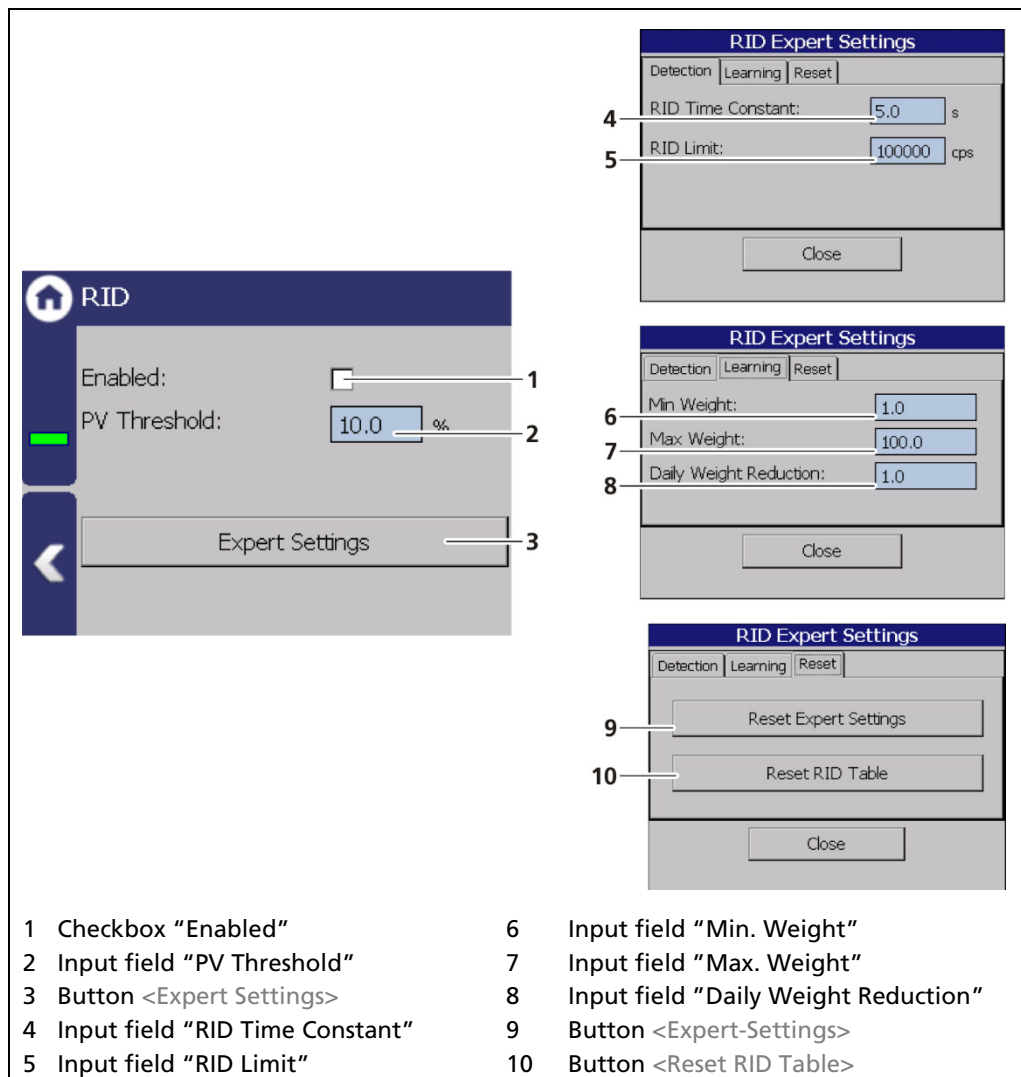 RID
Enabled:
1
PV Threshold:
10.0 %
2
Expert Settings
3
RID Expert Settings
Detection Learning Reset
4
RID Time Constant:
5.0 s
5
RID Limit:
100000 cps
Close
RID Expert Settings
Detection Learning Reset
6
Min Weight:
1.0
7
Max Weight:
100.0
8
Daily Weight Reduction:
1.0
Close
RID Expert Settings
Detection Learning Reset
9
Reset Expert Settings
10
Reset RID Table
Close
1 Checkbox “Enabled”
2 Input field “PV Threshold”
3 Button <Expert Settings>
4 Input field “RID Time Constant”
5 Input field “RID Limit”
6 Input field “Min. Weight”
7 Input field “Max. Weight”
8 Input field “Daily Weight Reduction”
9 Button <Expert-Settings>
10 Button <Reset RID Table>